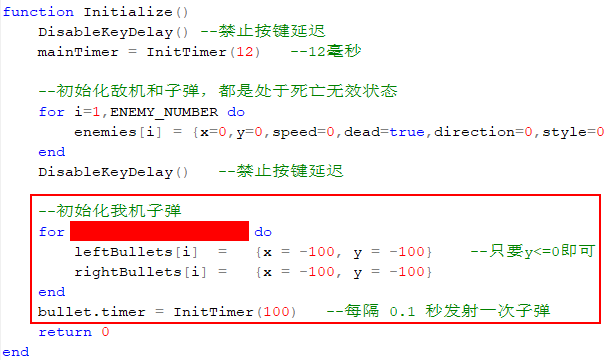 function Initialize()
    DisableKeyDelay() --禁止按键延迟
    mainTimer = InitTimer(12)   --12毫秒

    --初始化敌机和子弹，都是处于死亡无效状态
    for i=1,ENEMY_NUMBER do
        enemies[i] = {x=0,y=0,speed=0,dead=true,direction=0,style=0
    end
    DisableKeyDelay()   --禁止按键延迟

    --初始化我机子弹
    for do
        leftBullets[i]  =   {x = -100, y = -100}    --只要y<=0即可
        rightBullets[i] =   {x = -100, y = -100}
    end
    bullet.timer = InitTimer(100)   --每隔 0.1 秒发射一次子弹
    return 0
end